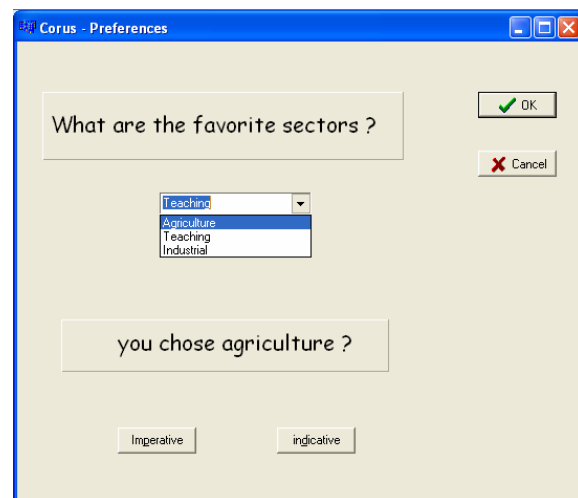 Corus - Preferences
What are the favorite sectors ?
OK
Cancel
Teaching
Agriculture
Teaching
Industrial
you chose agriculture ?
Imperative
indicative